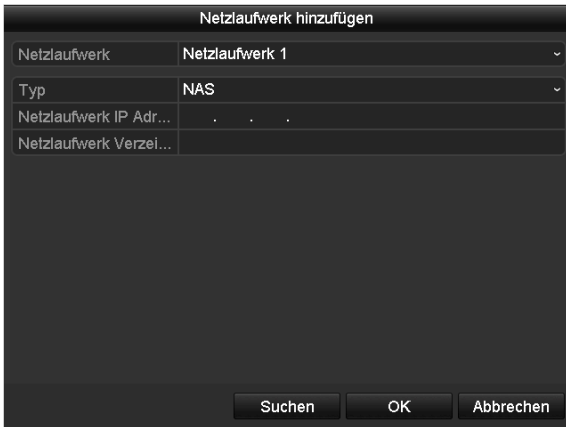 Netzlaufwerk hinzufügen
Netzlaufwerk Netzlaufwerk 1
Typ NAS
Netzlaufwerk IP Adr... . . .
Netzlaufwerk Verzei...
Suchen OK Abbrechen